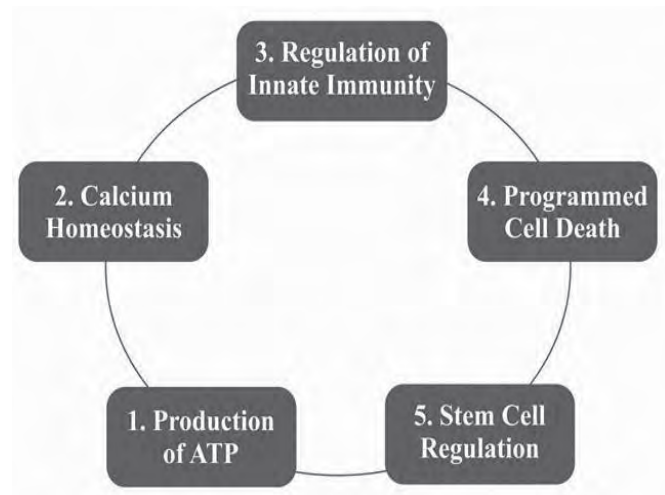 3. Regulation of
Innate Immunity
2. Calcium
Homeostasis
4. Programmed
Cell Death
1. Production
of ATP
5. Stem Cell
Regulation